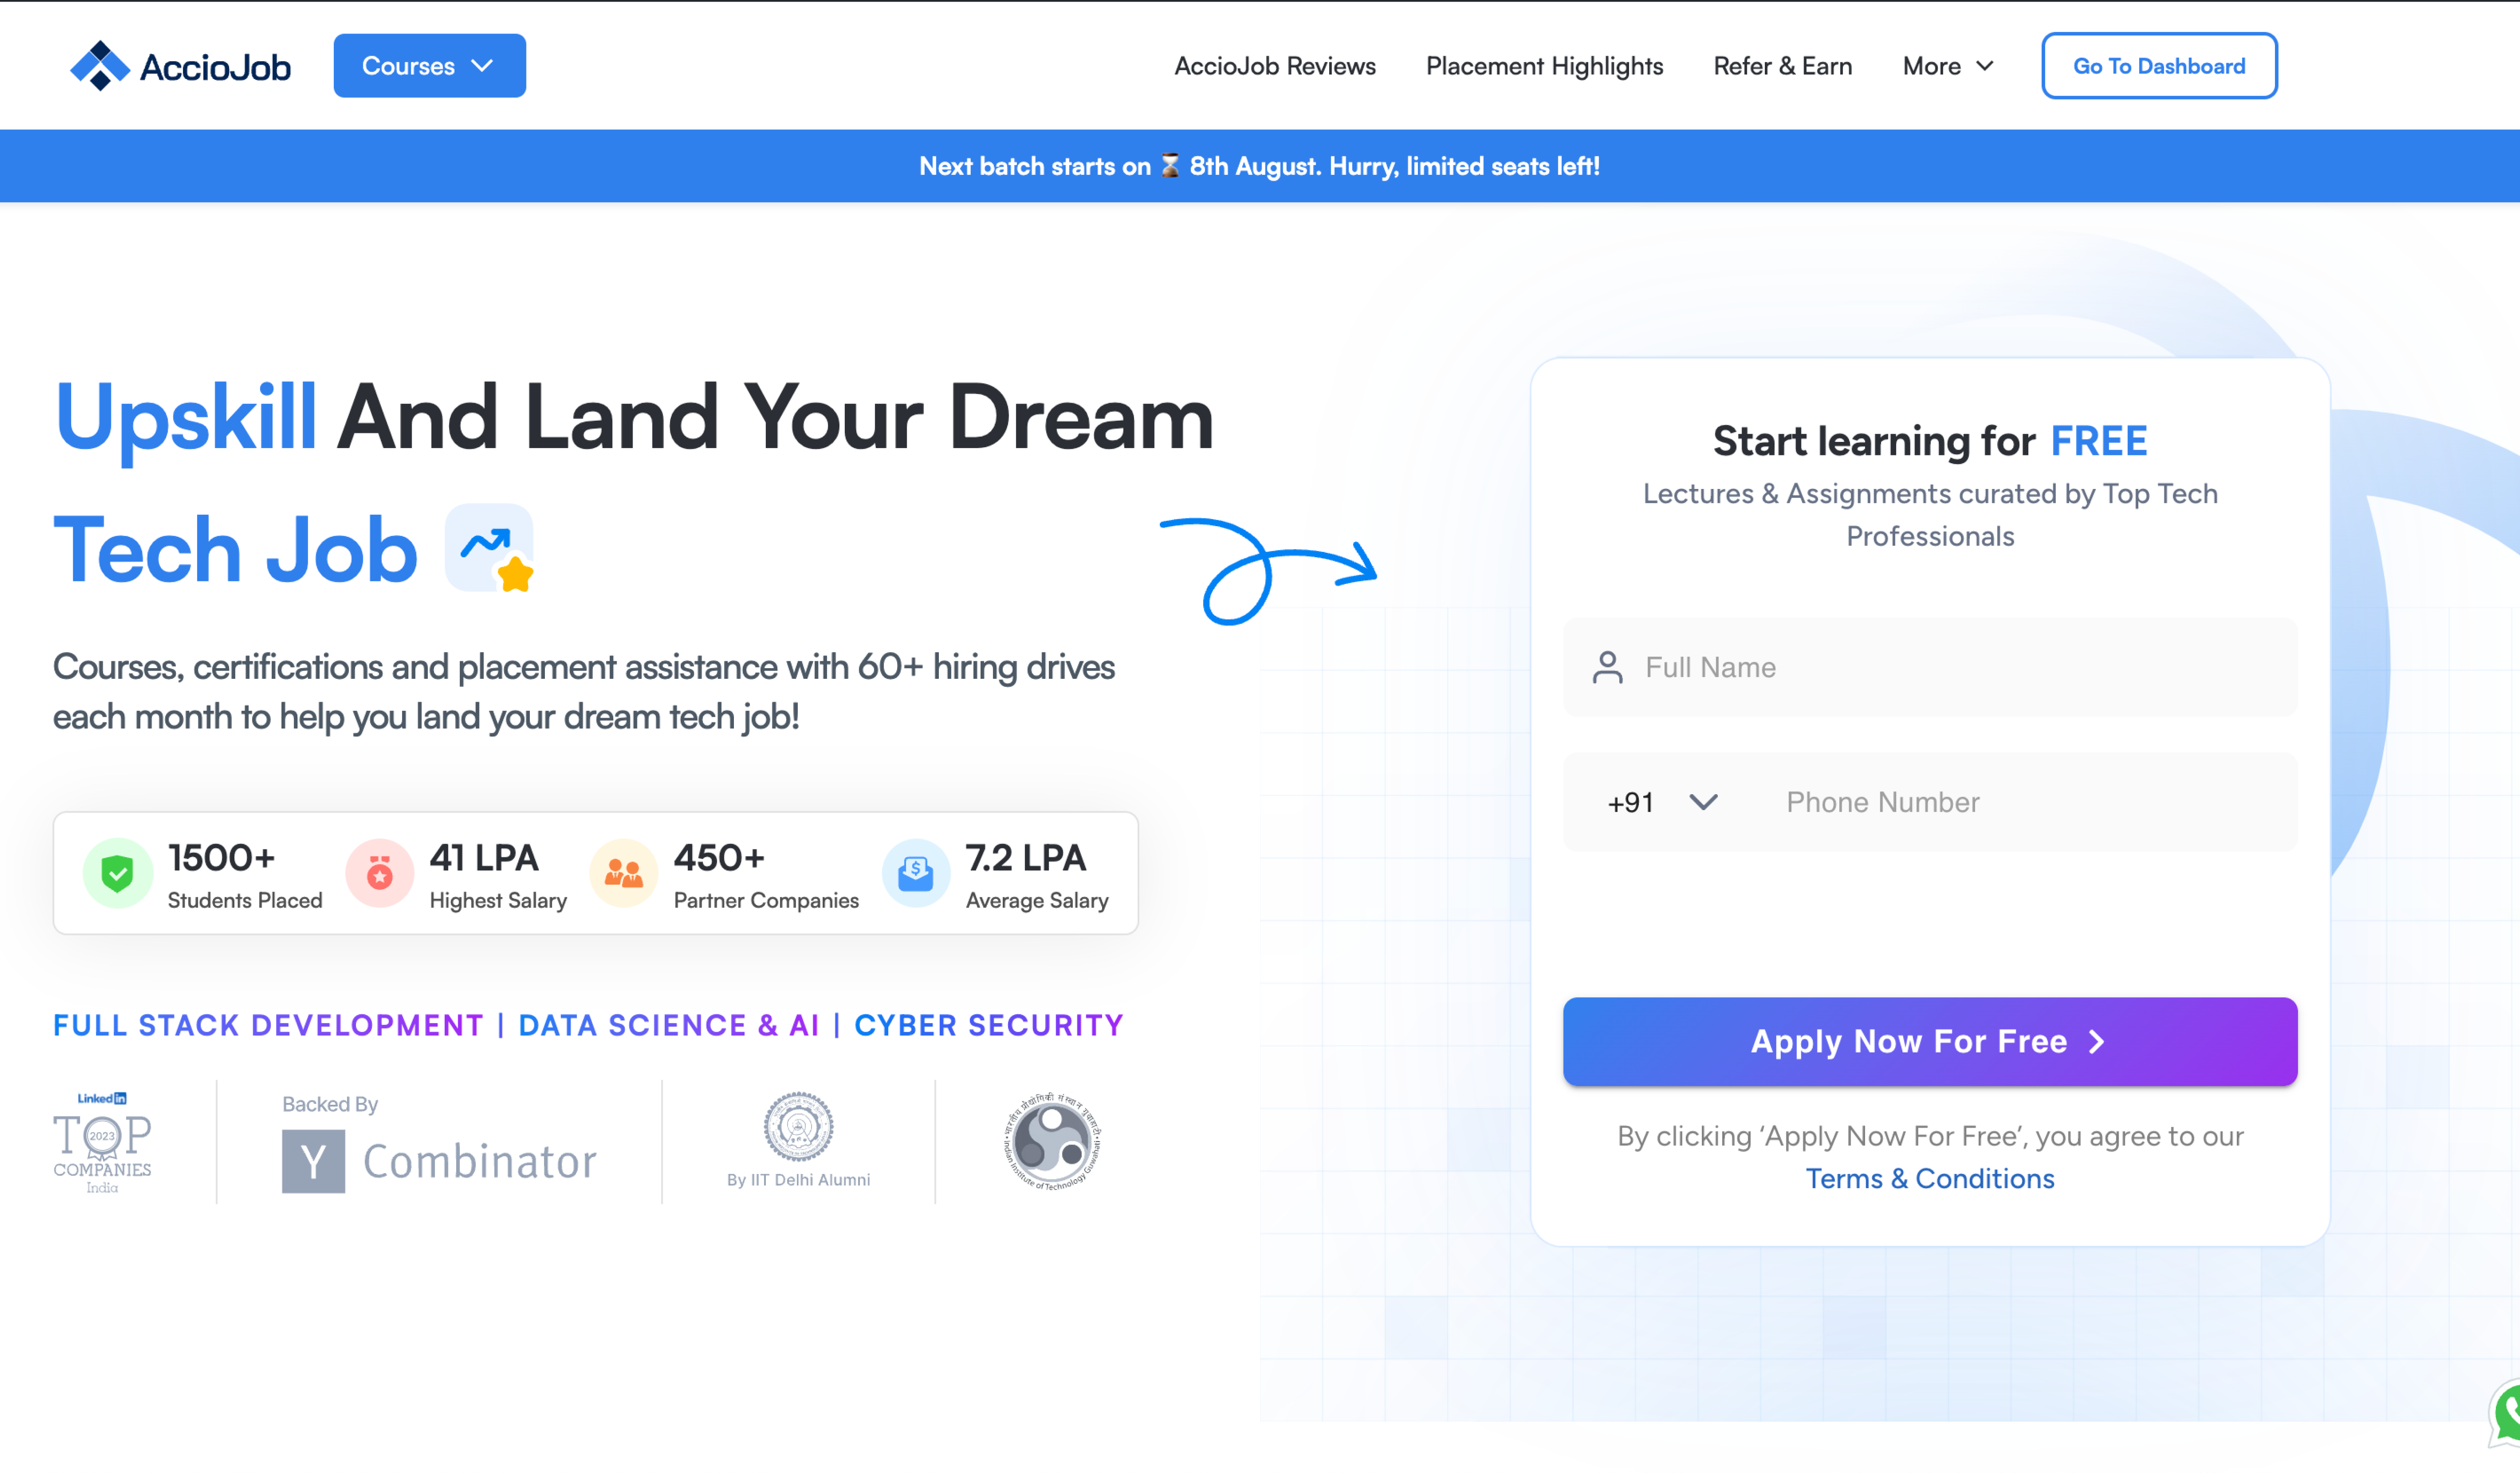 AccioJob
Courses
AccioJob Reviews
Placement Highlights
Refer & Earn
More
Go To Dashboard
Next batch starts on ⏳ 8th August. Hurry, limited seats left!
Upskill And Land Your Dream
Tech Job
Courses, certifications and placement assistance with 60+ hiring drives
each month to help you land your dream tech job!
1500+
Students Placed
41 LPA
Highest Salary
450+
Partner Companies
7.2 LPA
Average Salary
FULL STACK DEVELOPMENT | DATA SCIENCE & AI | CYBER SECURITY
LinkedIn
TOP
2023
COMPANIES
India
Backed By
Y Combinator
By IIT Delhi Alumni
भारतीय प्रौद्योगिकी संस्थान गुवाहाटी
Indian Institute of Technology Guwahati
Start learning for FREE
Lectures & Assignments curated by Top Tech
Professionals
Full Name
+91
Phone Number
Apply Now For Free
By clicking ‘Apply Now For Free’, you agree to our
Terms & Conditions